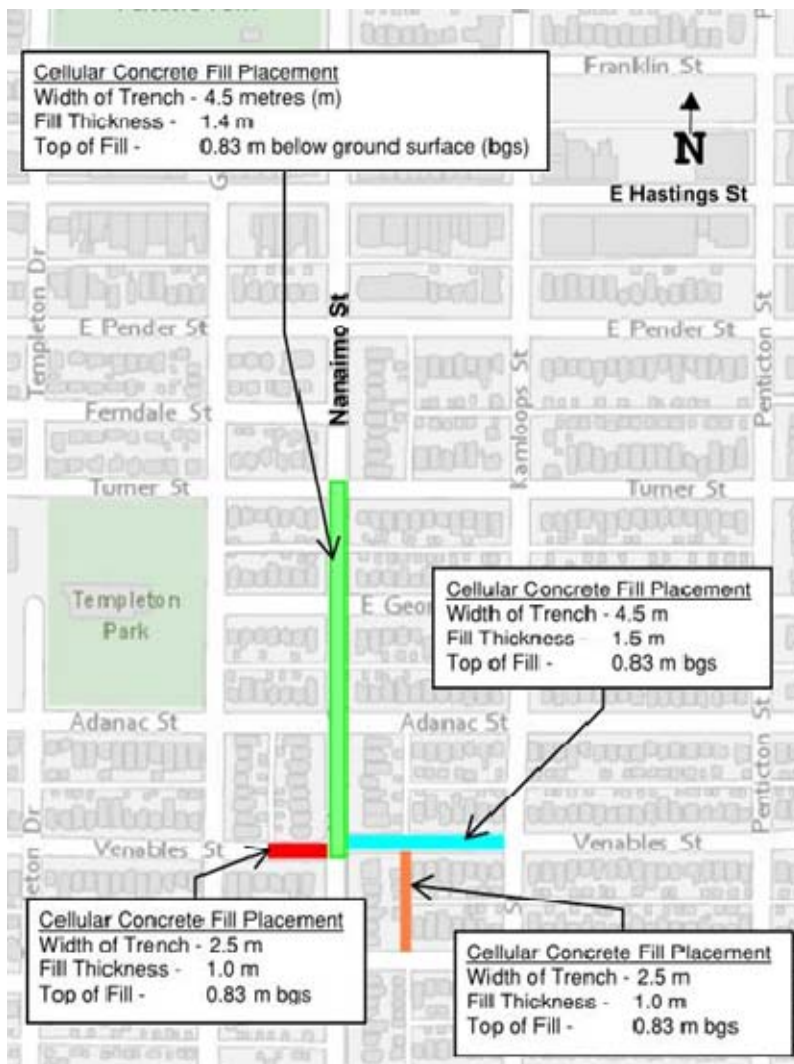 Franklin St
Cellular Concrete Fill Placement
Width of Trench - 4.5 metres (m)
Fill Thickness - 1.4 m
Top of Fill - 0.83 m below ground surface (bgs)
N
E Hastings St
Templeton Dr
Nanaimo St
Kamloops St
Penticton St
E Pender St
E Pender St
Ferndale St
Turner St
Turner St
Templeton
Park
E Geor
Cellular Concrete Fill Placement
Width of Trench - 4.5 m
Fill Thickness - 1.5 m
Top of Fill - 0.83 m bgs
Adanac St
Adanac St
Penticton St
Venables St
Venables St
Cellular Concrete Fill Placement
Width of Trench - 2.5 m
Fill Thickness - 1.0 m
Top of Fill - 0.83 m bgs
Cellular Concrete Fill Placement
Width of Trench - 2.5 m
Fill Thickness - 1.0 m
Top of Fill - 0.83 m bgs